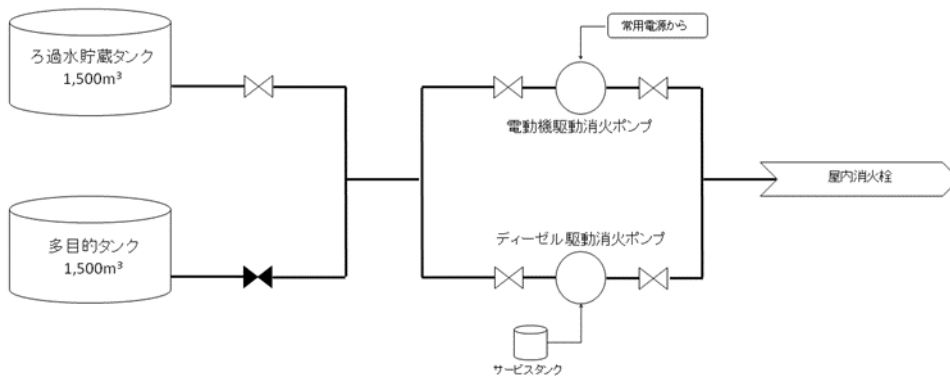 常用電源から
ろ過水貯蔵タンク
1,500m³
電動機駆動消火ポンプ
屋内消火栓
多目的タンク
1,500m³
ディーゼル駆動消火ポンプ
サービスタンク